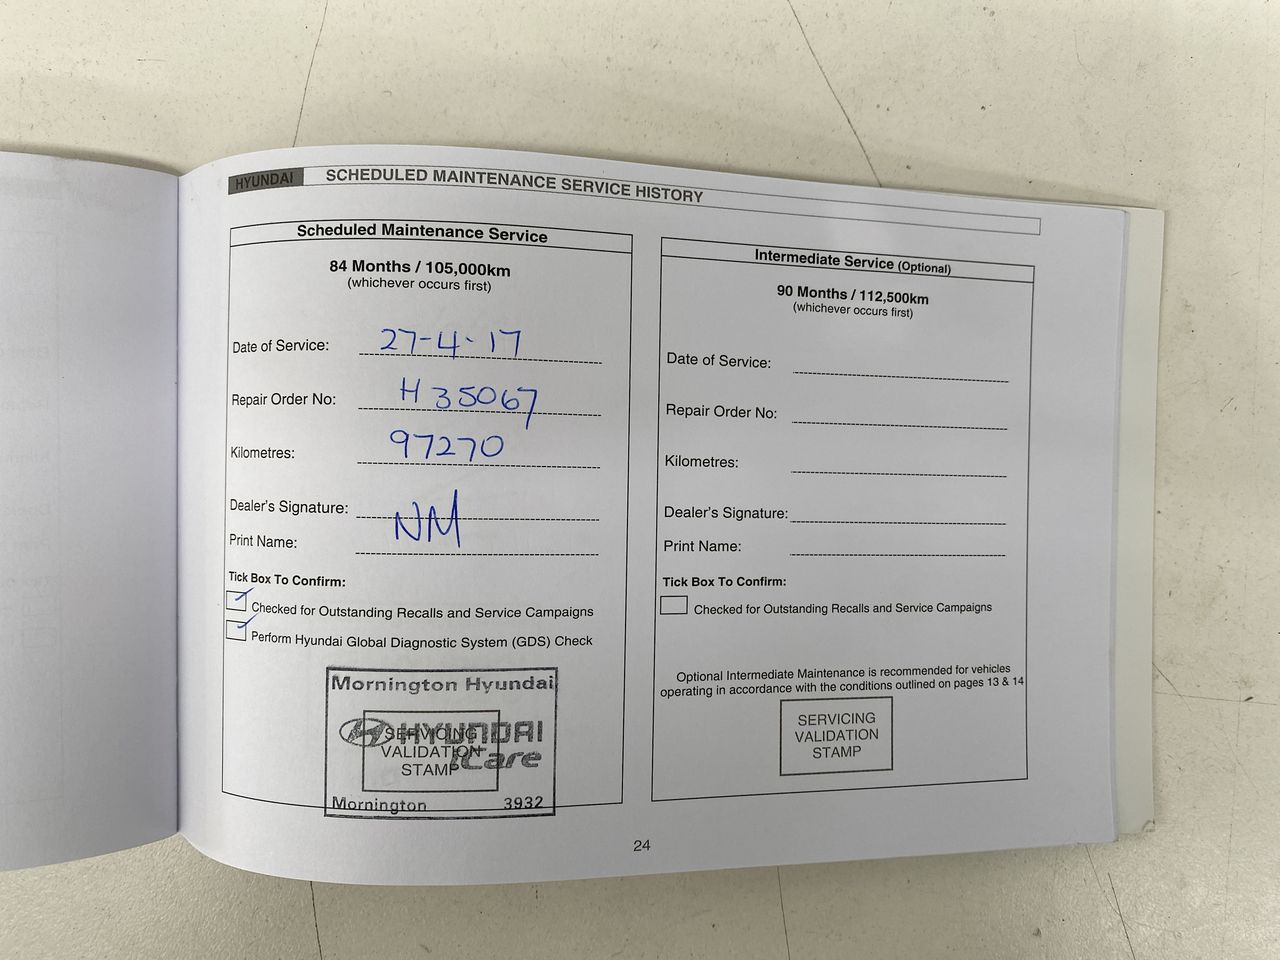 HYUNDAI SCHEDULED MAINTENANCE SERVICE HISTORY
Scheduled Maintenance Service
84 Months / 105,000km
(whichever occurs first)
Date of Service: 27-4-17
Repair Order No: H35067
Kilometres: 97270
Dealer's Signature: NM
Print Name:
Tick Box To Confirm:
Checked for Outstanding Recalls and Service Campaigns
Perform Hyundai Global Diagnostic System (GDS) Check
Mornington Hyundai
HYUNDAI
iCare
SERVICING
VALIDATION
STAMP
Mornington 3932
Intermediate Service (Optional)
90 Months / 112,500km
(whichever occurs first)
Date of Service:
Repair Order No:
Kilometres:
Dealer's Signature:
Print Name:
Tick Box To Confirm:
Checked for Outstanding Recalls and Service Campaigns
Optional Intermediate Maintenance is recommended for vehicles
operating in accordance with the conditions outlined on pages 13 & 14
SERVICING
VALIDATION
STAMP
24